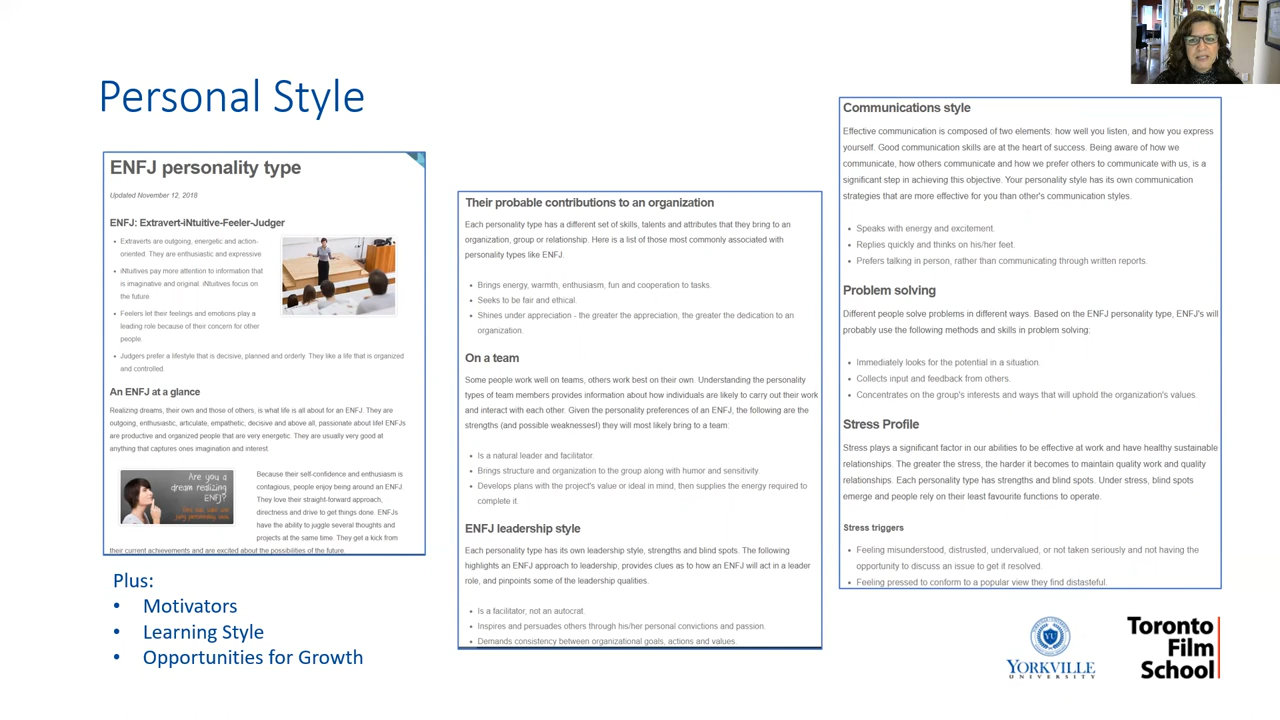 Personal Style
ENFJ personality type
Updated November 12, 2016
ENFJ: Extravert-iNtuitive-Feeler-Judger
• Extraverts are outgoing, energetic and action-
oriented. They are enthusiastic and expressive
• iNtuitives pay more attention to information that
is imaginative and original. iNtuitives focus on
the future
• Feelers let their feelings and emotions play a
leading role because of their concern for other
people.
• Judgers prefer a lifestyle that is decisive, planned and orderly. They like a life that is organized
and controlled.
An ENFJ at a glance
Realizing dreams, their own and those of others, is what life is all about for an ENFJ. They are
outgoing, enthusiastic, articulate, empathetic, decisive and above all, passionate about life! ENFJs
are productive and organized people that are very energetic. They are usually very good at
anything that captures ones imagination and interest.
Are you a
dream realizing
ENFJ?
Because their self-confidence and enthusiasm is
contagious, people enjoy being around an ENFJ.
They love their straight-forward approach,
directness and drive to get things done. ENFJs
have the ability to juggle several thoughts and
projects at the same time. They get a kick from
their current achievements and are excited about the possibilities of the future.
Plus:
• Motivators
• Learning Style
• Opportunities for Growth
Their probable contributions to an organization
Each personality type has a different set of skills, talents and attributes that they bring to an
organization, group or relationship. Here is a list of those most commonly associated with
personality types like ENFJ.
• Brings energy, warmth, enthusiasm, fun and cooperation to tasks.
• Seeks to be fair and ethical.
• Shines under appreciation - the greater the appreciation, the greater the dedication to an
organization.
On a team
Some people work well on teams, others work best on their own. Understanding the personality
types of team members provides information about how individuals are likely to carry out their work
and interact with each other. Given the personality preferences of an ENFJ, the following are the
strengths (and possible weaknesses!) they will most likely bring to a team:
• Is a natural leader and facilitator.
• Brings structure and organization to the group along with humor and sensitivity.
• Develops plans with the project's value or ideal in mind, then supplies the energy required to
complete it.
ENFJ leadership style
Each personality type has its own leadership style, strengths and blind spots. The following
highlights an ENFJ approach to leadership, provides clues as to how an ENFJ will act in a leader
role, and pinpoints some of the leadership qualities.
• Is a facilitator, not an autocrat.
• Inspires and persuades others through his/her personal convictions and passion.
• Demands consistency between organizational goals, actions and values.
Communications style
Effective communication is composed of two elements: how well you listen, and how you express
yourself. Good communication skills are at the heart of success. Being aware of how we
communicate, how others communicate and how we prefer others to communicate with us, is a
significant step in achieving this objective. Your personality style has its own communication
strategies that are more effective for you than other's communication styles.
• Speaks with energy and excitement.
• Replies quickly and thinks on his/her feet.
• Prefers talking in person, rather than communicating through written reports.
Problem solving
Different people solve problems in different ways. Based on the ENFJ personality type, ENFJ's will
probably use the following methods and skills in problem solving:
• Immediately looks for the potential in a situation.
• Collects input and feedback from others.
• Concentrates on the group's interests and ways that will uphold the organization's values.
Stress Profile
Stress plays a significant factor in our abilities to be effective at work and have healthy sustainable
relationships. The greater the stress, the harder it becomes to maintain quality work and quality
relationships. Each personality type has strengths and blind spots. Under stress, blind spots
emerge and people rely on their least favourite functions to operate.
Stress triggers
• Feeling misunderstood, distrusted, undervalued, or not taken seriously and not having the
opportunity to discuss an issue to get it resolved.
• Feeling pressed to conform to a popular view they find distasteful.
YU
YORKVILLE
UNIVERSITY
Toronto
Film
School